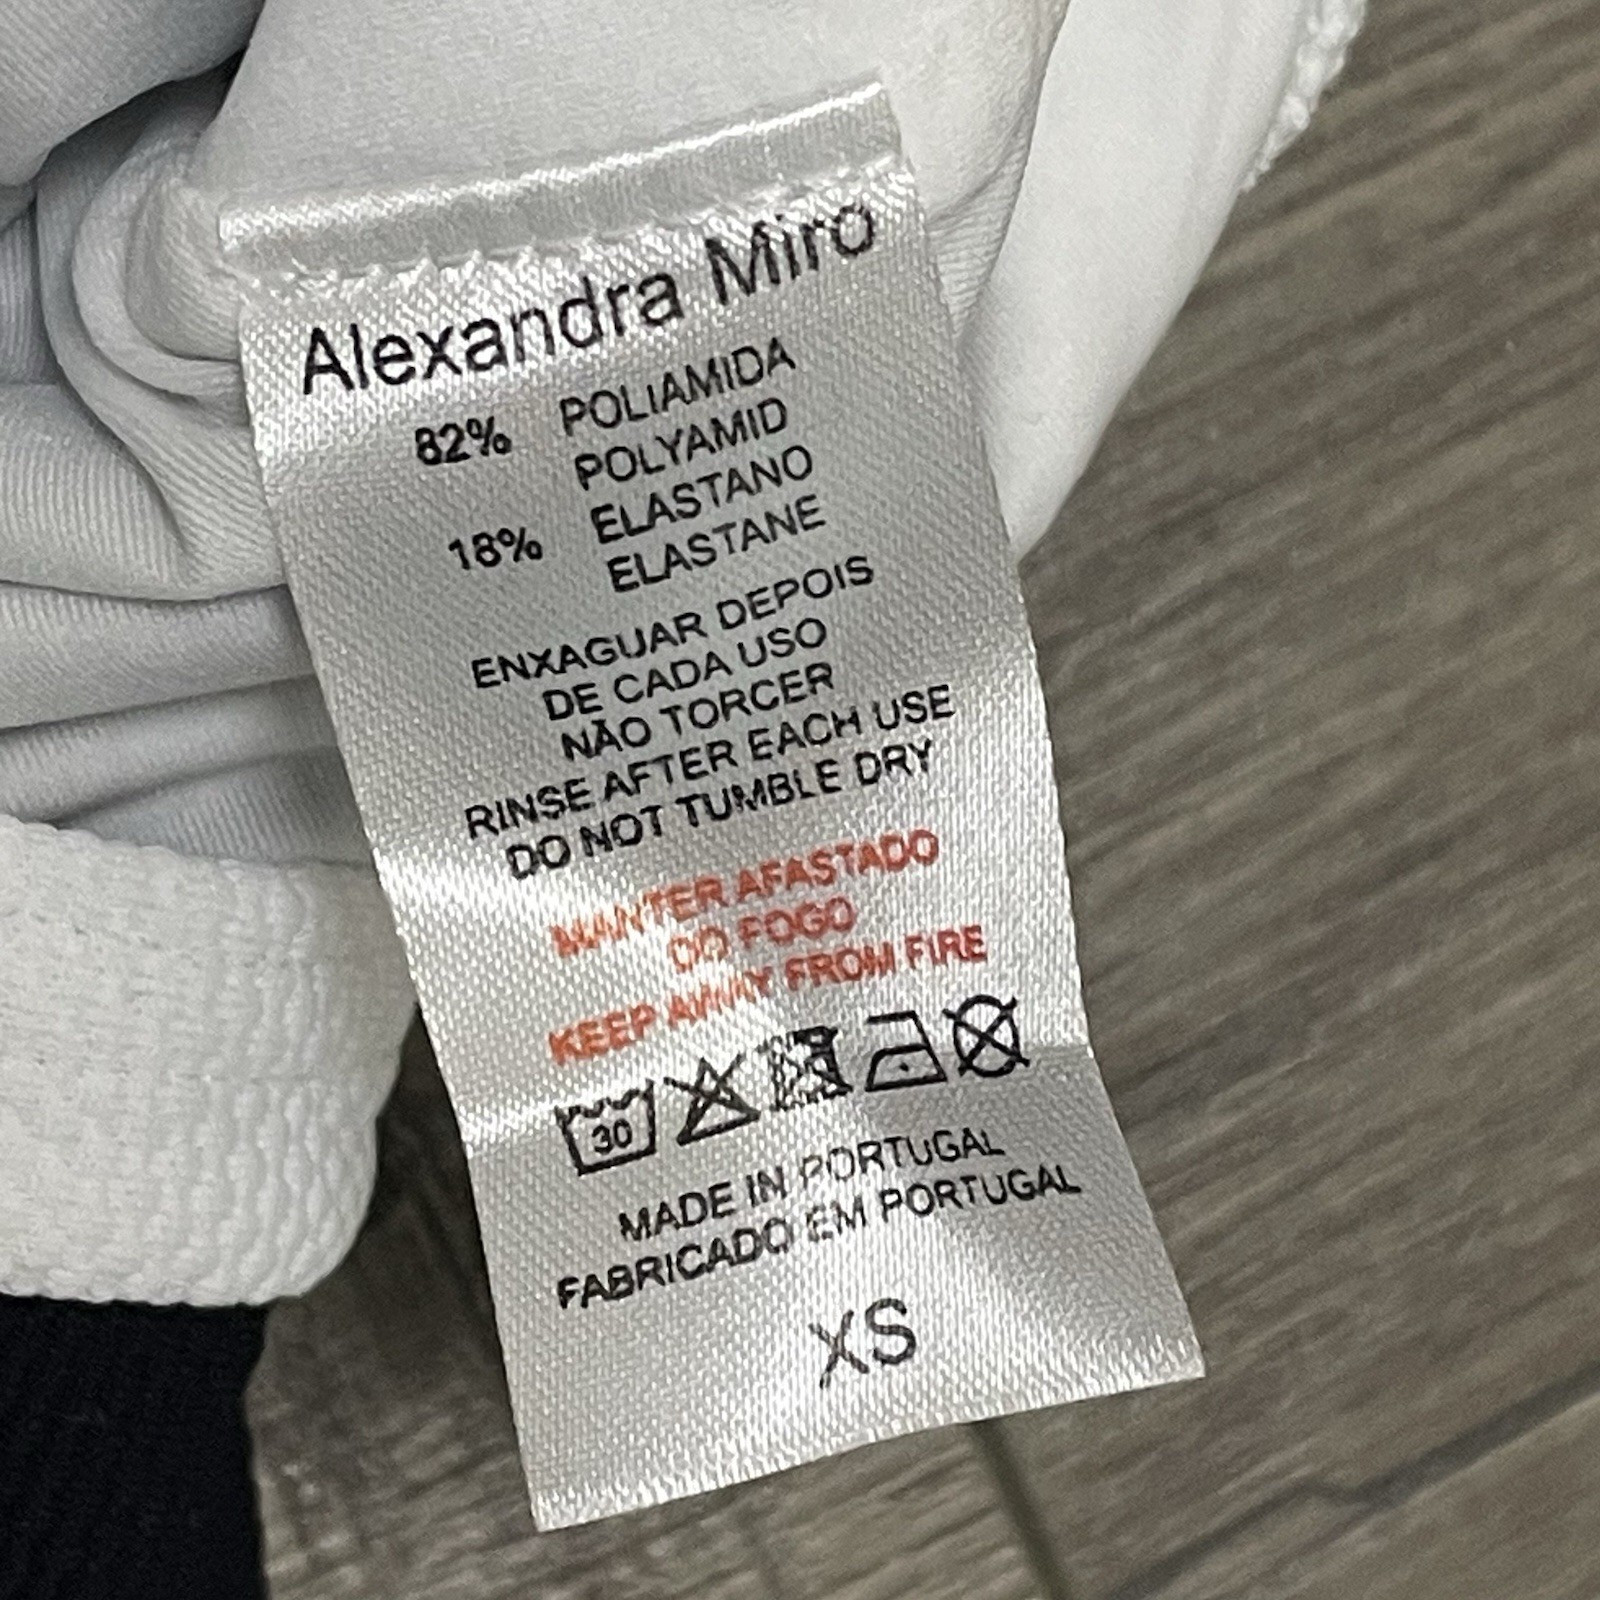 Alexandra Miro
82% POLIAMIDA
POLYAMID
18% ELASTANO
ELASTANE
ENXAGUAR DEPOIS
DE CADA USO
NÃO TORCER
RINSE AFTER EACH USE
DO NOT TUMBLE DRY
MANTER AFASTADO
DO FOGO
KEEP AWAY FROM FIRE
30
MADE IN PORTUGAL
FABRICADO EM PORTUGAL
XS